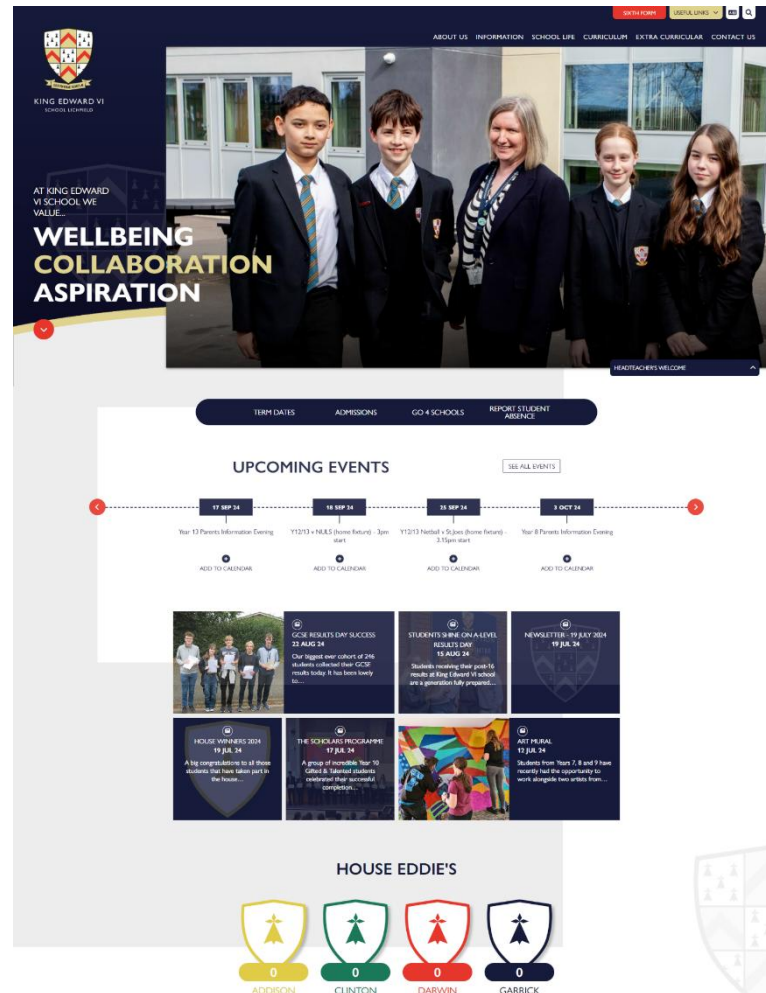 SIXTH FORM
USEFUL LINKS
ABOUT US INFORMATION SCHOOL LIFE CURRICULUM EXTRA CURRICULAR CONTACT US
KING EDWARD VI
SCHOOL LICHFIELD
AT KING EDWARD
VI SCHOOL WE
VALUE...
WELLBEING
COLLABORATION
ASPIRATION
HEADTEACHER'S WELCOME
TERM DATES
ADMISSIONS
GO 4 SCHOOLS
REPORT STUDENT
ABSENCE
UPCOMING EVENTS
SEE ALL EVENTS
17 SEP 24
Year 13 Parents Information Evening
ADD TO CALENDAR
18 SEP 24
Y12/13 v NULS (home fixture) - 3pm
start
ADD TO CALENDAR
25 SEP 24
Y12/13 Netball v St.Joes (home fixture) -
3.15pm start
ADD TO CALENDAR
3 OCT 24
Year 8 Parents Information Evening
ADD TO CALENDAR
GCSE RESULTS DAY SUCCESS
22 AUG 24
Our biggest ever cohort of 246
students collected their GCSE
results today. It has been lovely
to...
STUDENTS SHINE ON A-LEVEL
RESULTS DAY
15 AUG 24
Students receiving their post-16
results at King Edward VI school
are a generation fully prepared...
NEWSLETTER - 19 JULY 2024
19 JUL 24
HOUSE WINNERS 2024
19 JUL 24
A big congratulations to all those
students that have taken part in
the house...
THE SCHOLARS PROGRAMME
17 JUL 24
A group of incredible Year 10
Gifted & Talented students
celebrated their successful
completion...
ART MURAL
12 JUL 24
Students from Years 7, 8 and 9 have
recently had the opportunity to
work alongside two artists from...
HOUSE EDDIE'S
0
ADDISON
0
CLINTON
0
DARWIN
0
GARRICK